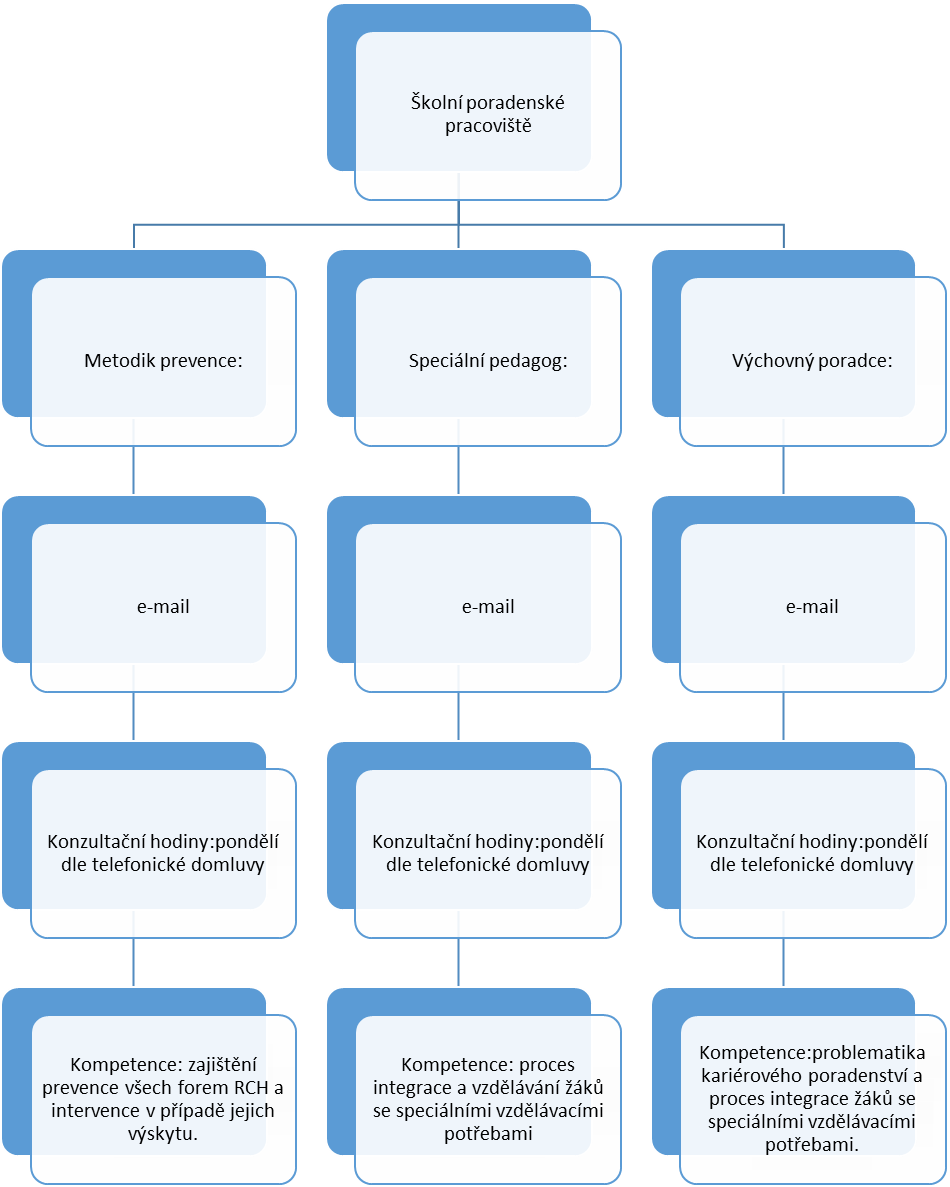 Školní poradenské
pracoviště
Metodik prevence:
Speciální pedagog:
Výchovný poradce:
e-mail
e-mail
e-mail
Konzultační hodiny:pondělí
dle telefonické domluvy
Konzultační hodiny:pondělí
dle telefonické domluvy
Konzultační hodiny:pondělí
dle telefonické domluvy
Kompetence: zajištění
prevence všech forem RCH a
intervence v případě jejich
výskytu.
Kompetence: proces
integrace a vzdělávání žáků
se speciálními vzdělávacími
potřebami
Kompetence:problematika
kariérového poradenství a
proces integrace žáků se
speciálními vzdělávacími
potřebami.